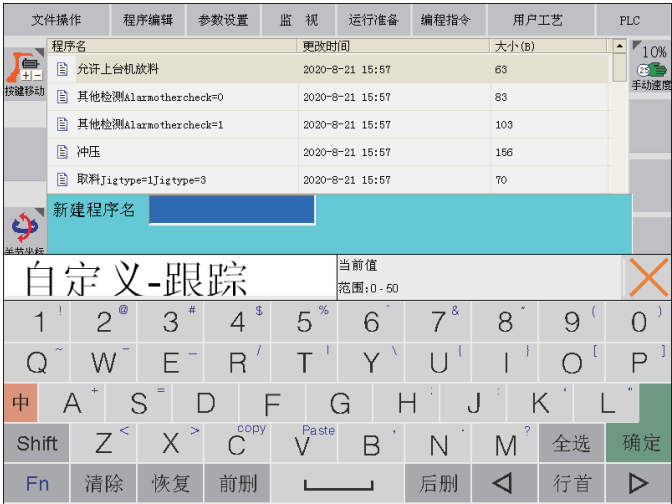 文件操作 程序编辑 参数设置 监 视 运行准备 编程指令 用户工艺 PLC
程序名 更改时间 大小(B)
允许上台机放料 2020-8-21 15:57 63
其他检测Alarmothercheck=0 2020-8-21 15:57 83
其他检测Alarmothercheck=1 2020-8-21 15:57 103
冲压 2020-8-21 15:57 156
取料Jigtype=1Jigtype=3 2020-8-21 15:57 70
按键移动
10%
手动速度
新建程序名
关节坐标
自定义-跟踪
当前值
范围:0-50
1 ! 2 @ 3 # 4 $ 5 % 6 7 & 8 * 9 ( 0 )
Q ~ W - E _ R / T | Y \ U { I } O [ P ]
中 A + S = D F G H : J ; K ' L "
Shift Z < X > C copy V Paste B , N . M ? 全选 确定
Fn 清除 恢复 前删 后删 行首